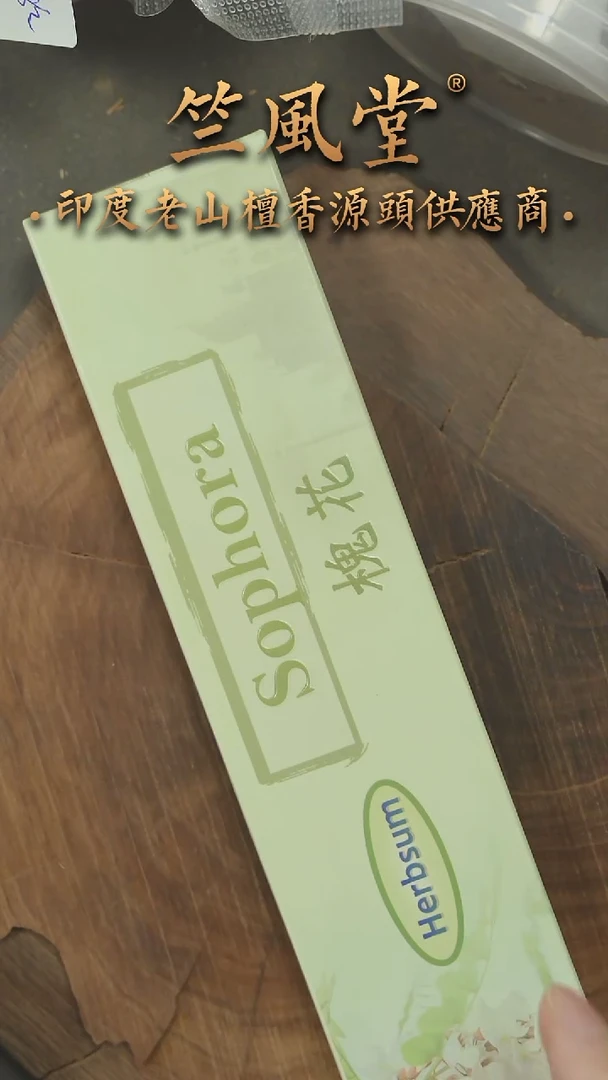 竺風堂®
·印度老山檀香源頭供應商·
Sophora
槐花
Herbsum